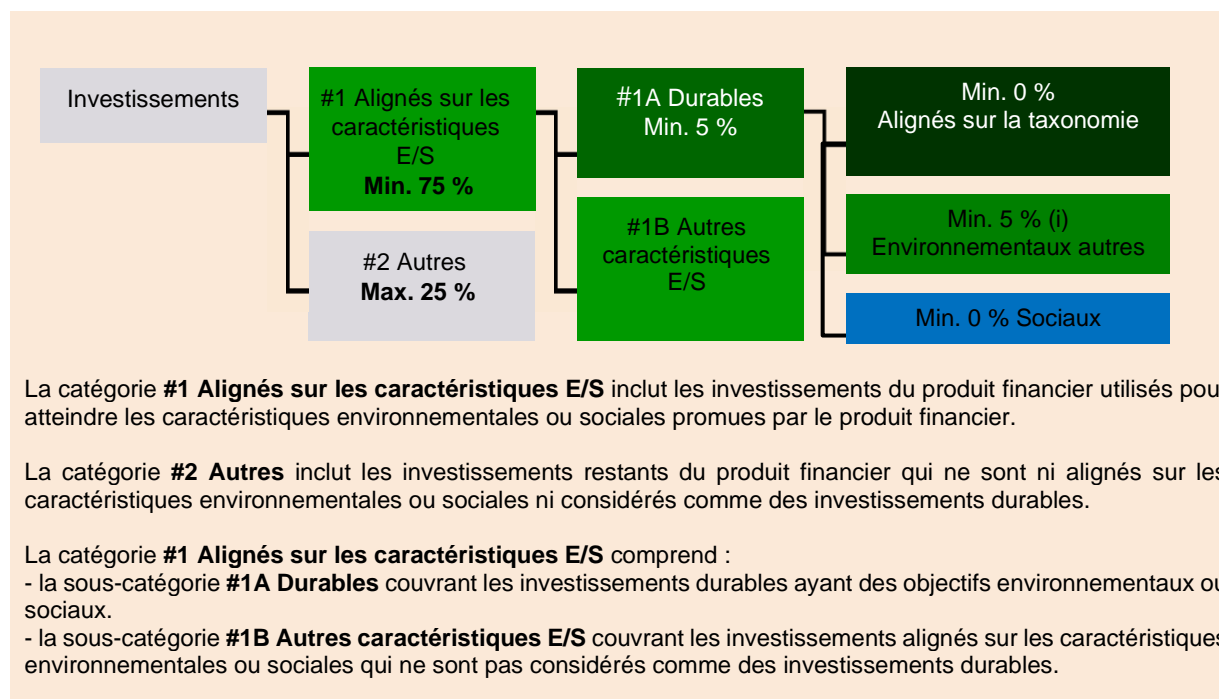 Investissements
#1 Alignés sur les
caractéristiques
E/S
Min. 75 %
#2 Autres
Max. 25 %
#1A Durables
Min. 5 %
#1B Autres
caractéristiques
E/S
Min. 0 %
Alignés sur la taxonomie
Min. 5 % (i)
Environnementaux autres
Min. 0 % Sociaux
La catégorie #1 Alignés sur les caractéristiques E/S inclut les investissements du produit financier utilisés pou
atteindre les caractéristiques environnementales ou sociales promues par le produit financier.
La catégorie #2 Autres inclut les investissements restants du produit financier qui ne sont ni alignés sur les
caractéristiques environnementales ou sociales ni considérés comme des investissements durables.
La catégorie #1 Alignés sur les caractéristiques E/S comprend :
- la sous-catégorie #1A Durables couvrant les investissements durables ayant des objectifs environnementaux ou
sociaux.
- la sous-catégorie #1B Autres caractéristiques E/S couvrant les investissements alignés sur les caractéristiques
environnementales ou sociales qui ne sont pas considérés comme des investissements durables.